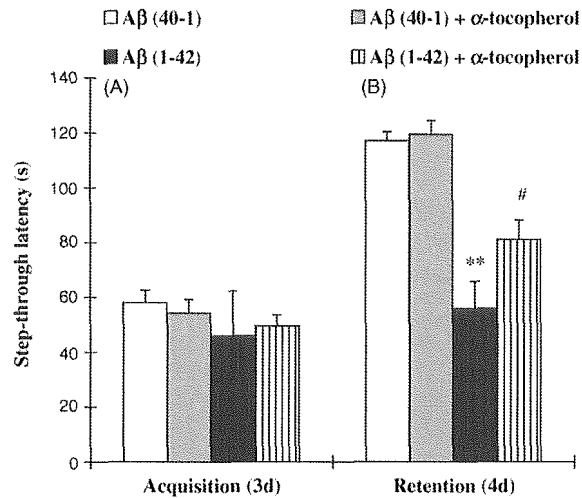 Aβ (40-1)
Aβ (40-1) + α-tocopherol
Aβ (1-42)
Aβ (1-42) + α-tocopherol
(A)
(B)
Step-through latency (s)
140
120
100
80
60
40
20
0
**
#
Acquisition (3d)
Retention (4d)